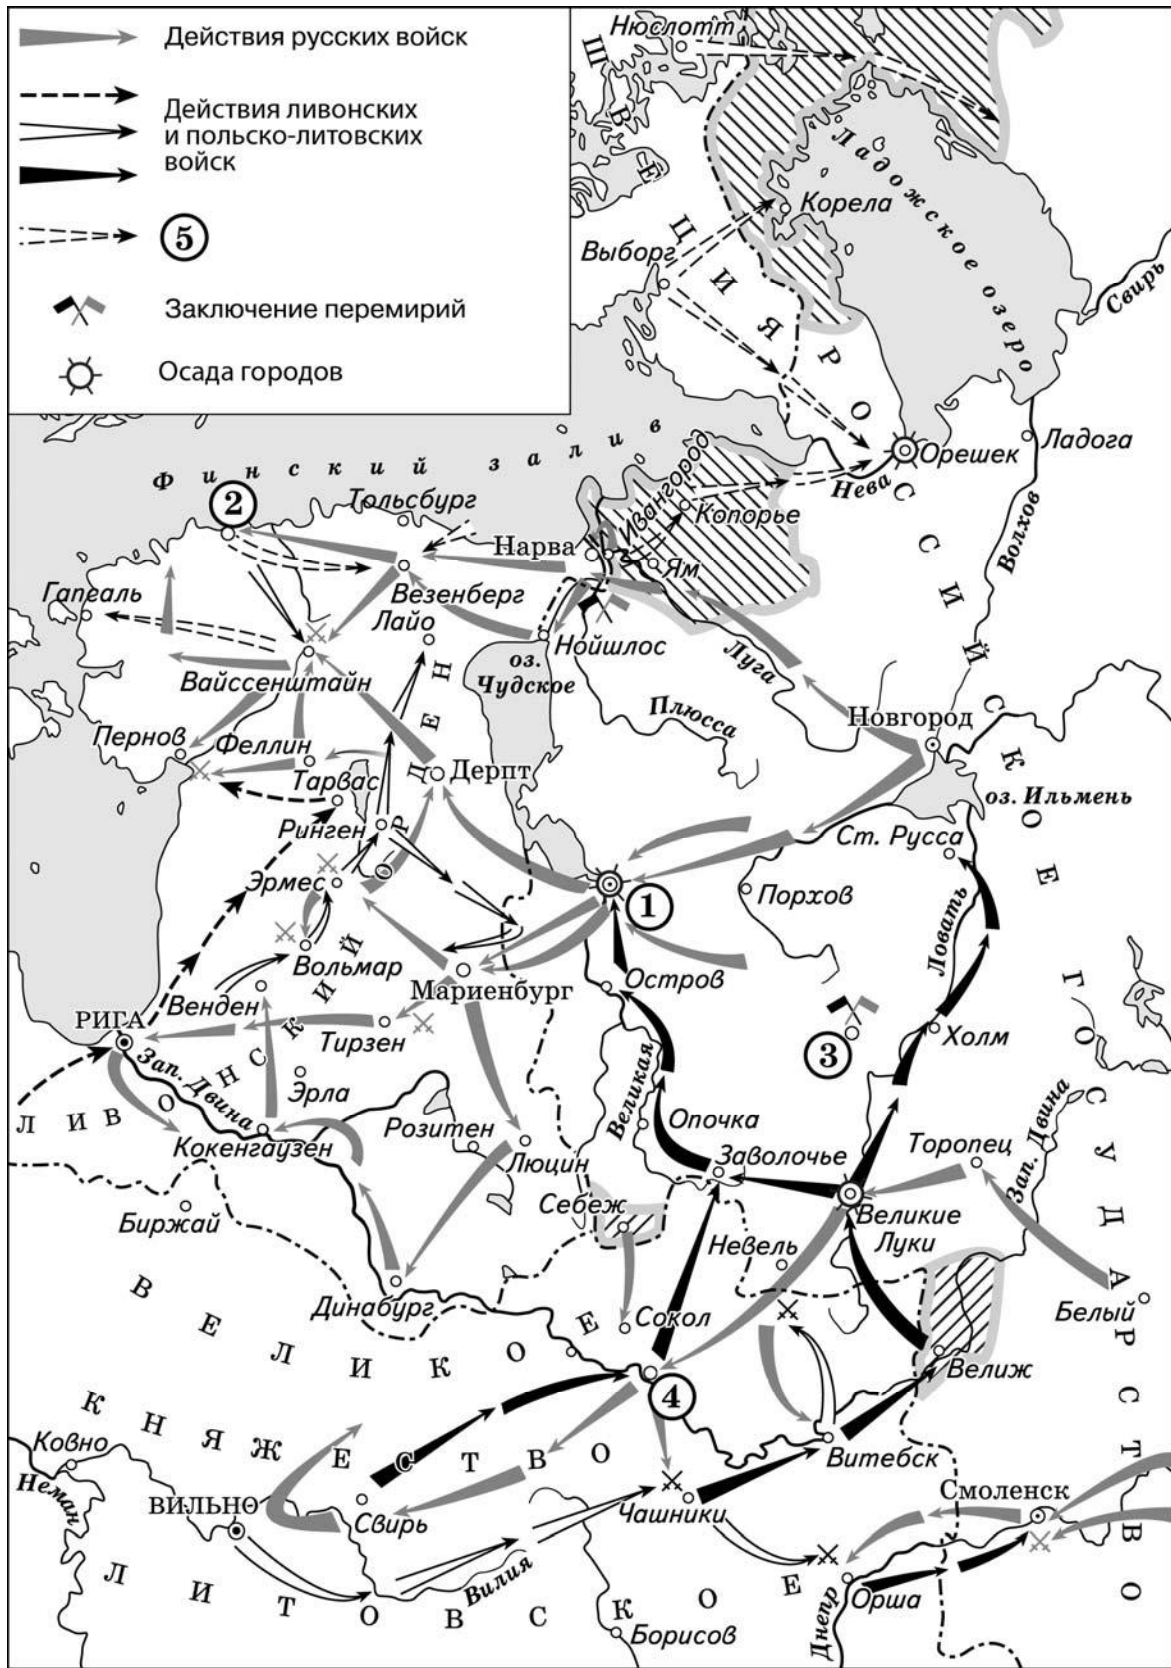 Действия русских войск
Действия ливонских
и польско-литовских
войск
5
Заключение перемирий
Осада городов
Нюслотт
ШВЕЦИЯ
Ладожское озеро
Корела
Выборг
Свирь
РОССИЙСКОЕ ГОСУДАРСТВО
Финский залив
Орешек
Ладога
Нева
2
Тольсбург
Ивангород
Копорье
Волхов
Нарва
Ям
Гапсаль
Везенберг
Лайо
Нойшлос
оз.
Чудское
Луга
Вайссенштайн
Плюсса
Новгород
Пернов
Феллин
Тарвас
Дерпт
оз. Ильмень
Ринген
Ст. Русса
Эрмес
1
Порхов
Ловать
Вольмар
Мариенбург
Остров
Венден
РИГА
Тирзен
3
Холм
Зап. Двина
Эрла
Великая
ЛИВОНСКИЙ ОРДЕН
Кокенгаузен
Розитен
Люцин
Опочка
Заволочье
Торопец
Зап. Двина
Биржай
Себеж
Великие
Луки
Невель
Динабург
Сокол
Белый
ВЕЛИКОЕ
4
Велиж
КНЯЖЕСТВО
Ковно
Неман
Витебск
ВИЛЬНО
Свирь
Чашники
Смоленск
Вилия
ЛИТОВСКОЕ
Орша
Днепр
Борисов